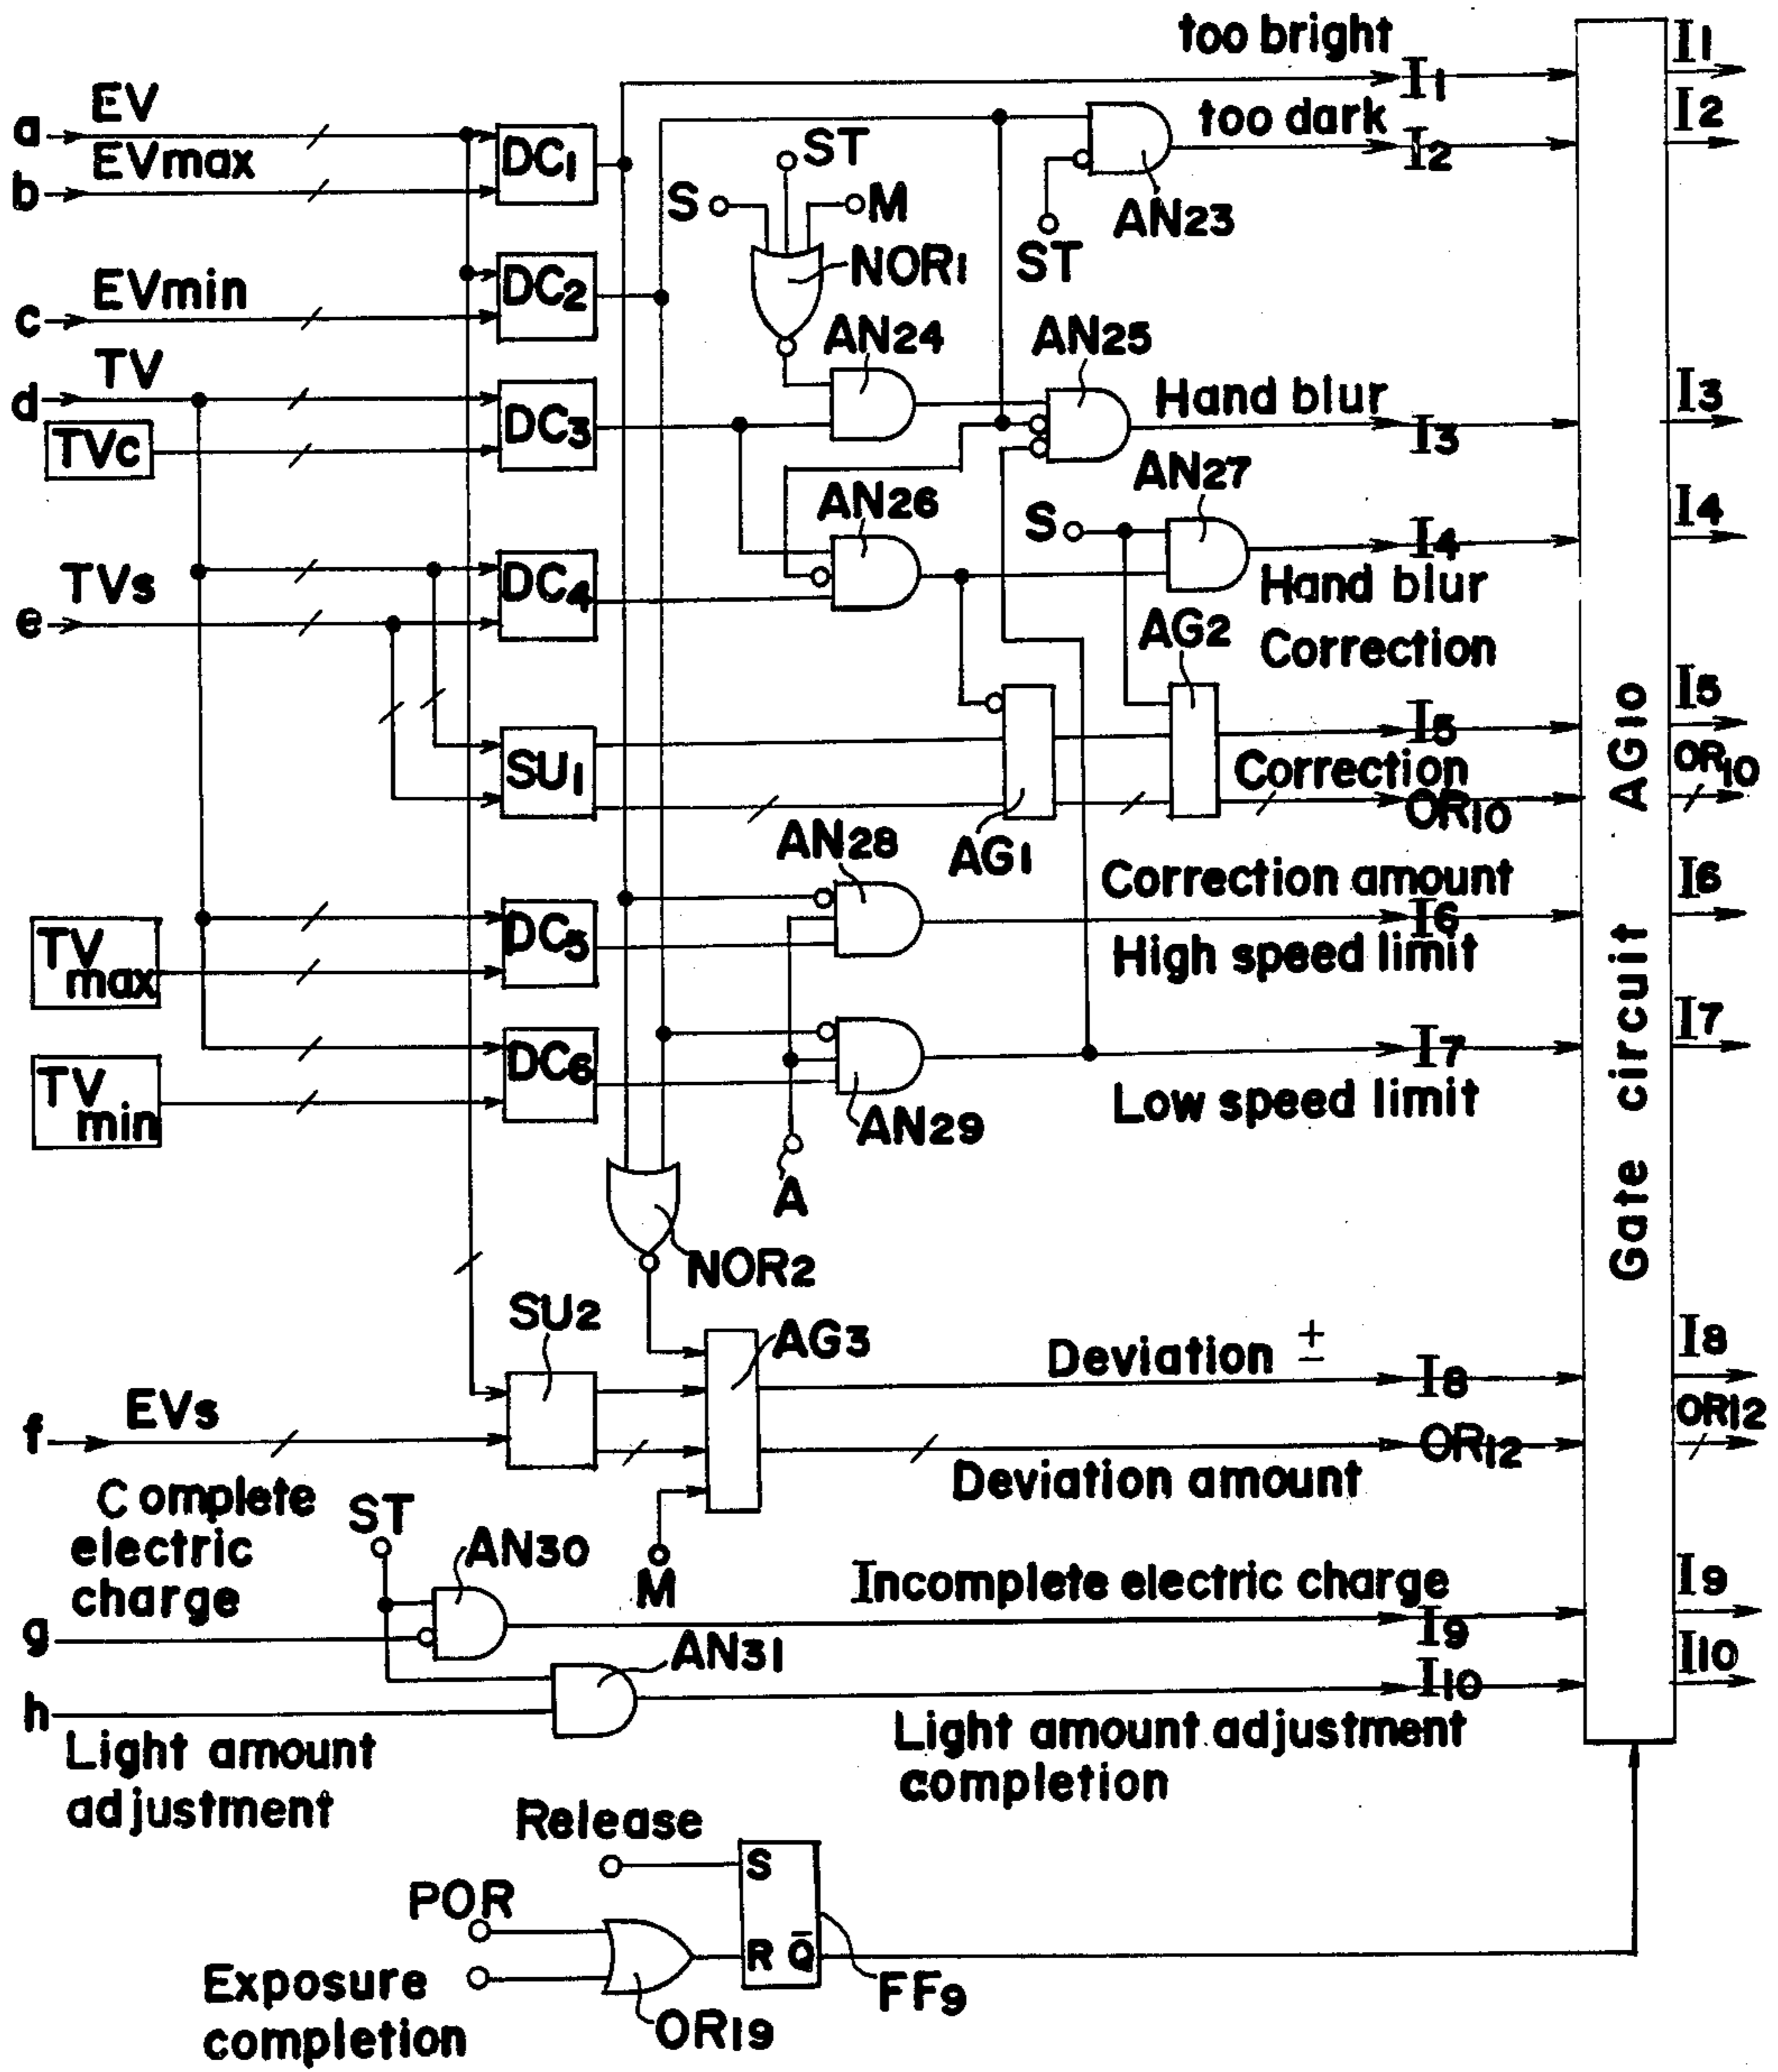 too bright
I1
I1
a
EV
EVmax
b
DC1
too dark
I2
I2
ST
S
M
AN23
ST
NOR1
EVmin
c
DC2
AN24
AN25
TV
d
TVc
DC3
Hand blur
I3
I3
AN26
AN27
S
I4
I4
Hand blur
Correction
TVs
e
DC4
AG2
SU1
I5
I5
Correction
OR10
OR10
AG1
AN28
Correction amount
I6
I6
High speed limit
TV
max
DC5
TV
min
DC6
I7
I7
Low speed limit
AN29
A
Gate circuit AG10
NOR2
SU2
AG3
Deviation ±
I8
I8
f
EVs
OR12
OR12
Deviation amount
M
Complete
electric
charge
ST
AN30
g
Incomplete electric charge
I9
I9
AN31
h
I10
I10
Light amount
adjustment
Light amount adjustment
completion
Release
S
POR
R Q̄
FF9
Exposure
completion
OR19